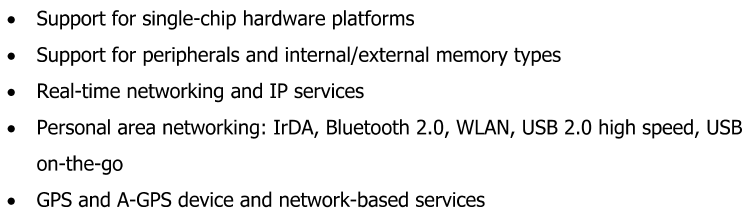 • Support for single-chip hardware platforms
• Support for peripherals and internal/external memory types
• Real-time networking and IP services
• Personal area networking: IrDA, Bluetooth 2.0, WLAN, USB 2.0 high speed, USB
on-the-go
• GPS and A-GPS device and network-based services